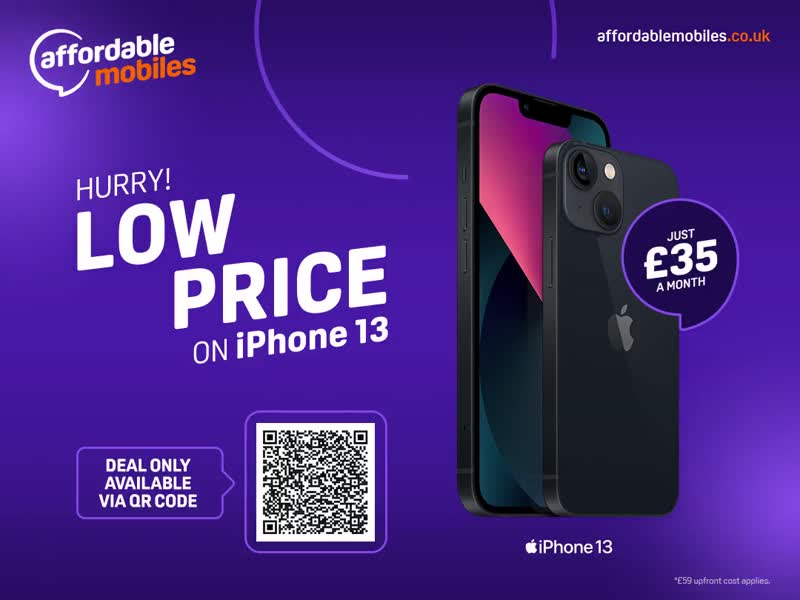 affordable
mobiles
affordablemobiles.co.uk
HURRY!
LOW
PRICE
ON iPhone 13
JUST
£35
A MONTH
DEAL ONLY
AVAILABLE
VIA QR CODE
iPhone 13
*£59 upfront cost applies.